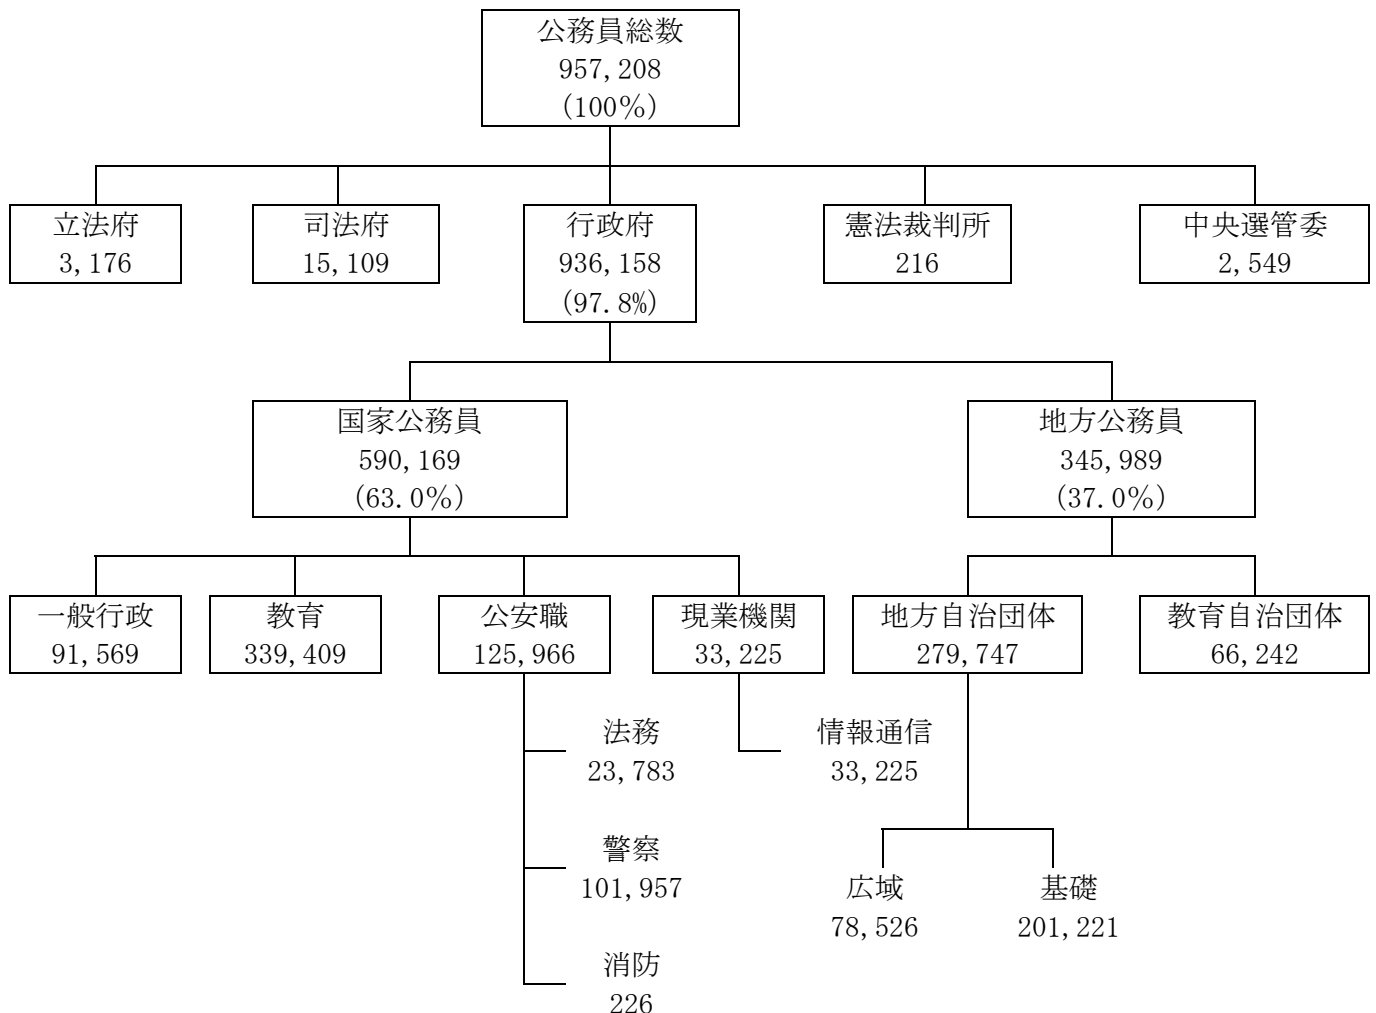 公務員総数
957,208
(100%)
立法府
3,176
司法府
15,109
行政府
936,158
(97.8%)
憲法裁判所
216
中央選管委
2,549
国家公務員
590,169
(63.0%)
地方公務員
345,989
(37.0%)
一般行政
91,569
教育
339,409
公安職
125,966
現業機関
33,225
地方自治団体
279,747
教育自治団体
66,242
法務
23,783
情報通信
33,225
警察
101,957
広域
78,526
基礎
201,221
消防
226